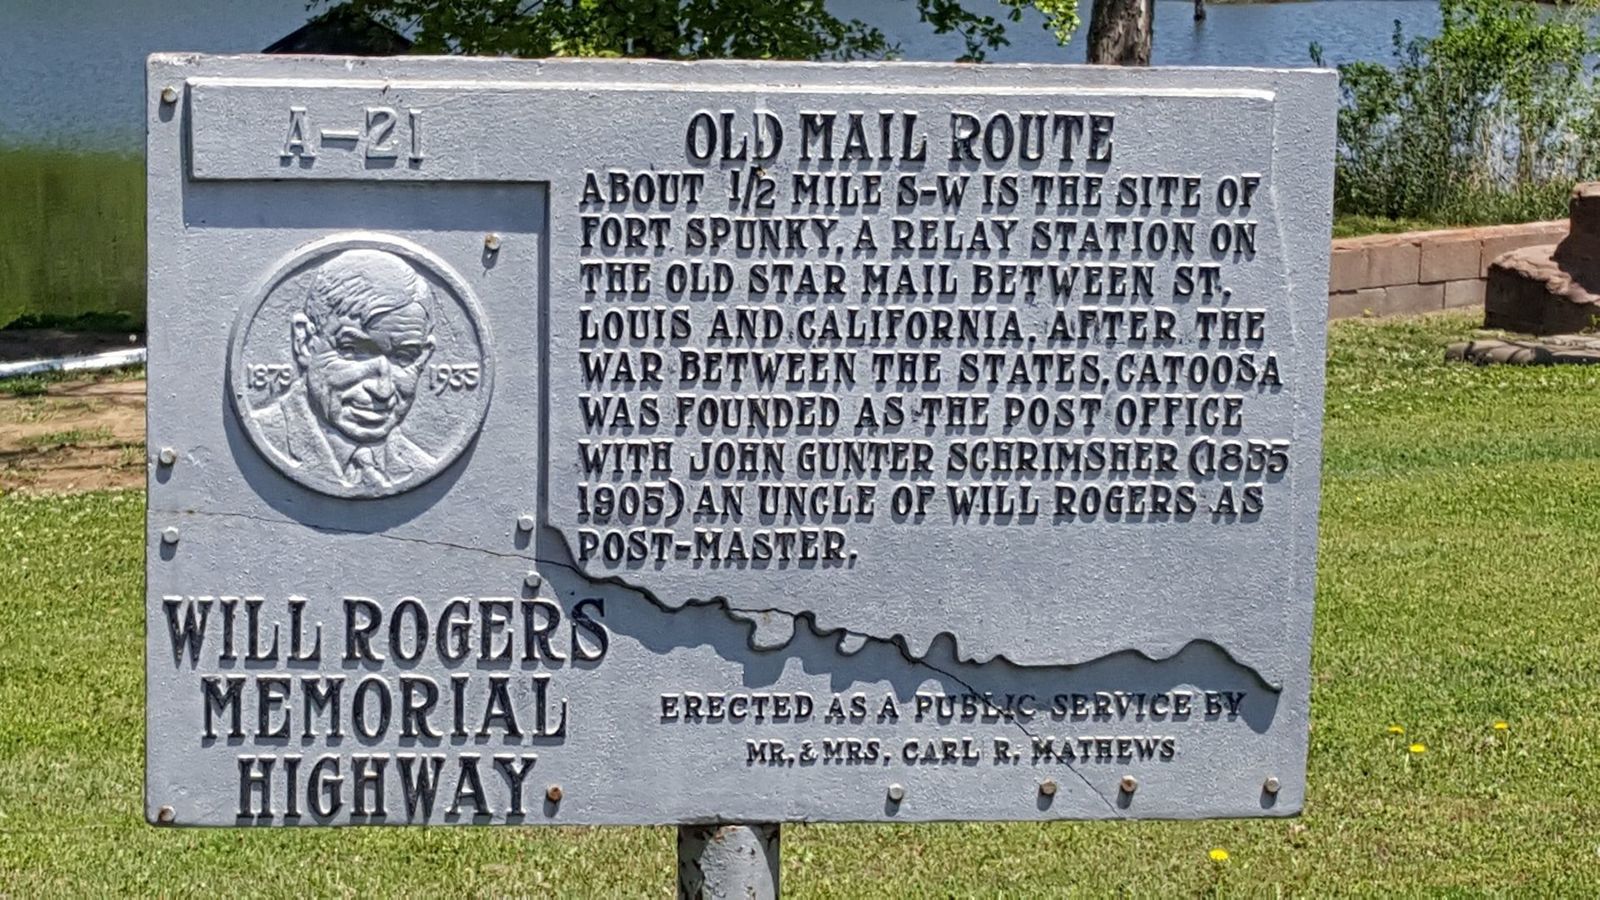 A-21
OLD MAIL ROUTE
ABOUT 1/2 MILE S-W IS THE SITE OF
FORT SPUNKY, A RELAY STATION ON
THE OLD STAR MAIL BETWEEN ST.
LOUIS AND CALIFORNIA. AFTER THE
WAR BETWEEN THE STATES, CATOOSA
WAS FOUNDED AS THE POST OFFICE
WITH JOHN GUNTER SCHRIMSHER (1835
1905) AN UNCLE OF WILL ROGERS AS
POST-MASTER.
1879 1935
WILL ROGERS
MEMORIAL
HIGHWAY
ERECTED AS A PUBLIC SERVICE BY
MR. & MRS. CARL R. MATHEWS